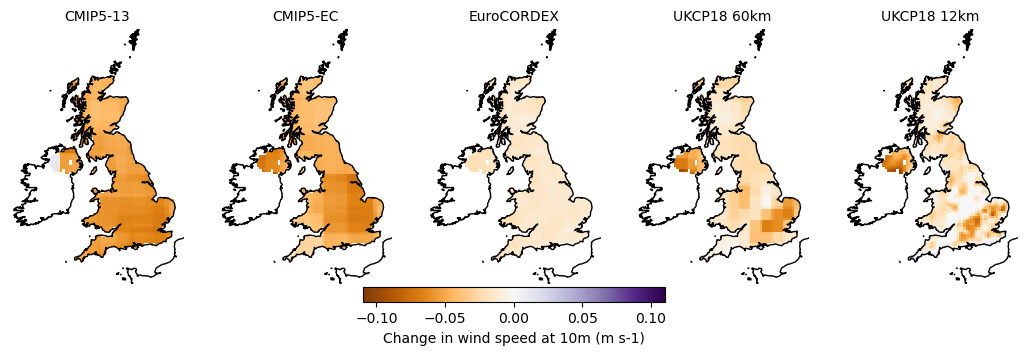 CMIP5-13 CMIP5-EC EuroCORDEX UKCP18 60km UKCP18 12km
−0.10 −0.05 0.00 0.05 0.10
Change in wind speed at 10m (m s-1)